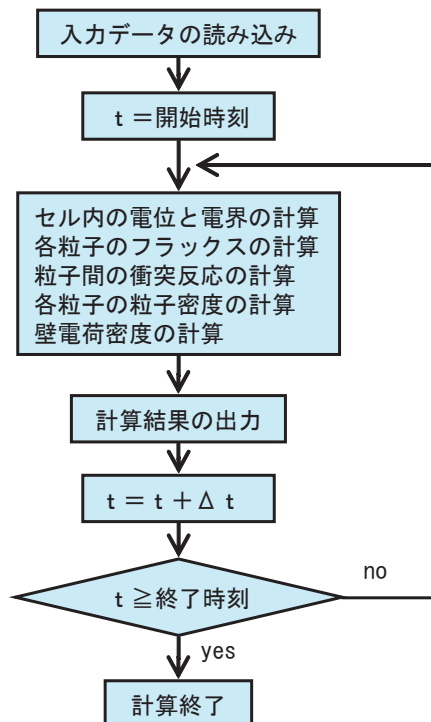 入力データの読み込み
t ＝開始時刻
セル内の電位と電界の計算
各粒子のフラックスの計算
粒子間の衝突反応の計算
各粒子の粒子密度の計算
壁電荷密度の計算
計算結果の出力
t ＝ t ＋Δ t
t ≧終了時刻
no
yes
計算終了